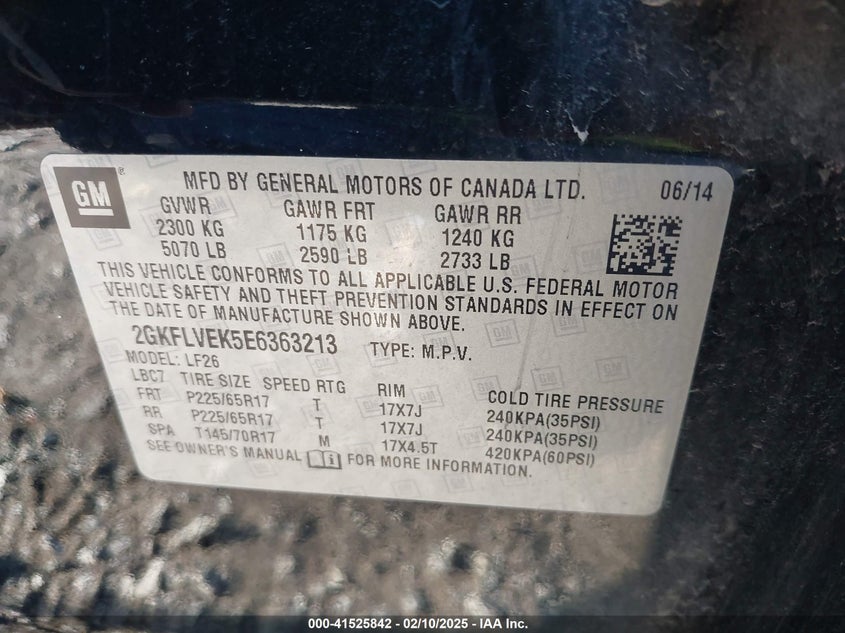 GM ® MFD BY GENERAL MOTORS OF CANADA LTD. 06/14
GVWR GAWR FRT GAWR RR
2300 KG 1175 KG 1240 KG
5070 LB 2590 LB 2733 LB
THIS VEHICLE CONFORMS TO ALL APPLICABLE U.S. FEDERAL MOTOR
VEHICLE SAFETY AND THEFT PREVENTION STANDARDS IN EFFECT ON
THE DATE OF MANUFACTURE SHOWN ABOVE.
2GKFLVEK5E6363213 TYPE: M.P.V.
MODEL: LF26
LBC7 TIRE SIZE SPEED RTG RIM COLD TIRE PRESSURE
FRT P225/65R17 T 17X7J 240KPA(35PSI)
RR P225/65R17 T 17X7J 240KPA(35PSI)
SPA T145/70R17 M 17X4.5T 420KPA(60PSI)
SEE OWNER'S MANUAL FOR MORE INFORMATION.
000-41525842 - 02/10/2025 - IAA Inc.